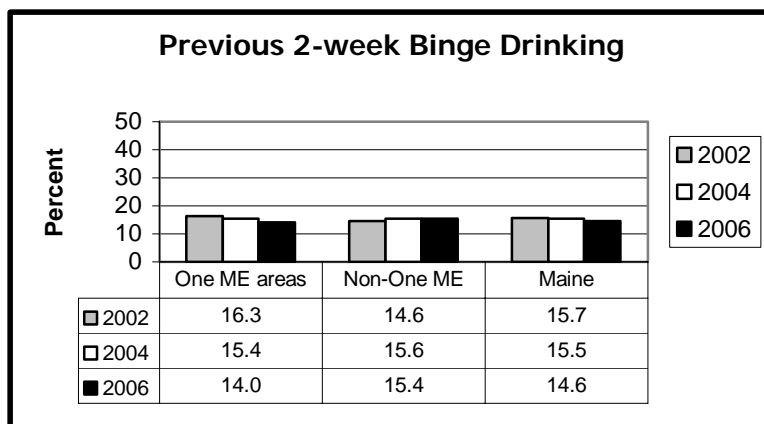 Previous 2-week Binge Drinking
Percent
50
40
30
20
10
0
2002
2004
2006
One ME areas Non-One ME Maine
2002 16.3 14.6 15.7
2004 15.4 15.6 15.5
2006 14.0 15.4 14.6